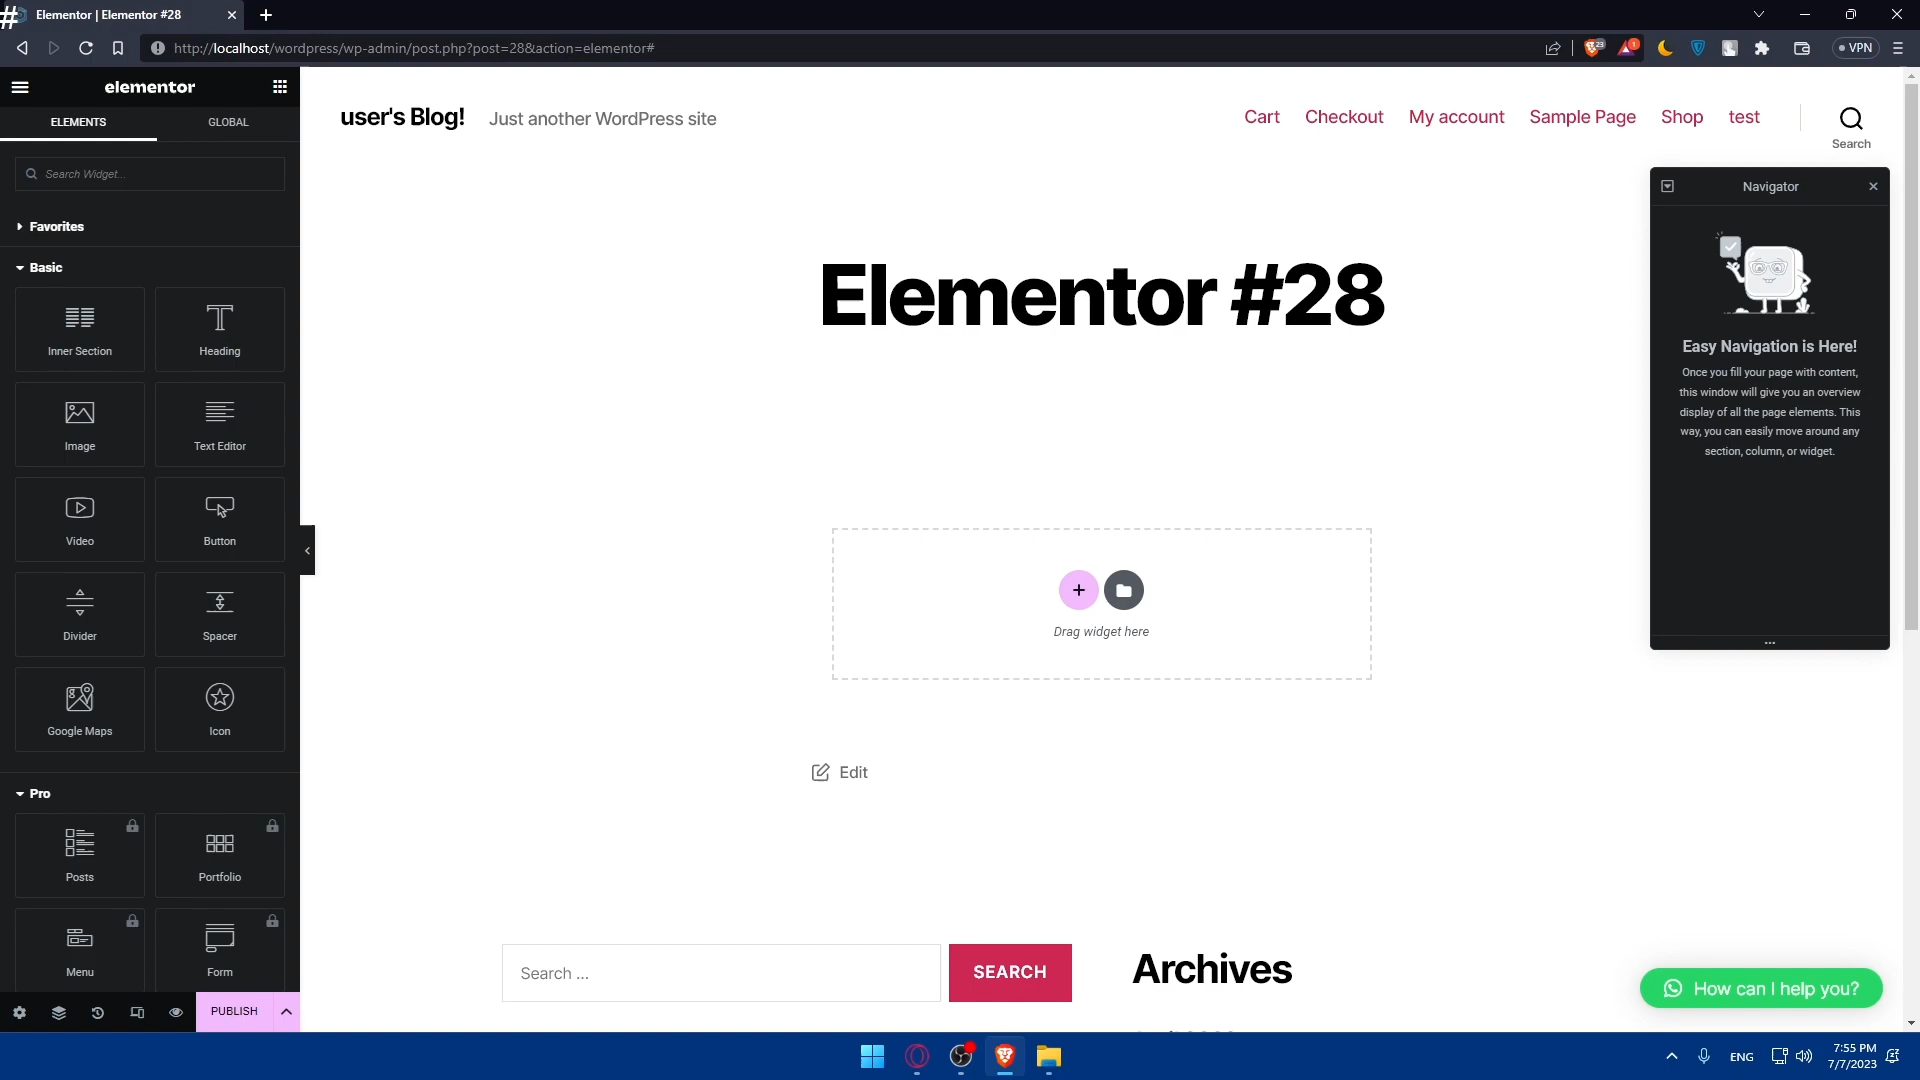 Elementor | Elementor #28
http://localhost/wordpress/wp-admin/post.php?post=28&action=elementor#
23
1
VPN
elementor
ELEMENTS
GLOBAL
Search Widget...
Favorites
Basic
Inner Section
Heading
Image
Text Editor
Video
Button
Divider
Spacer
Google Maps
Icon
Pro
Posts
Portfolio
Menu
Form
PUBLISH
user's Blog!
Just another WordPress site
Cart
Checkout
My account
Sample Page
Shop
test
Search
Elementor #28
Drag widget here
Edit
Search ...
SEARCH
Archives
Navigator
Easy Navigation is Here!
Once you fill your page with content,
this window will give you an overview
display of all the page elements. This
way, you can easily move around any
section, column, or widget.
How can I help you?
ENG
7:55 PM
7/7/2023